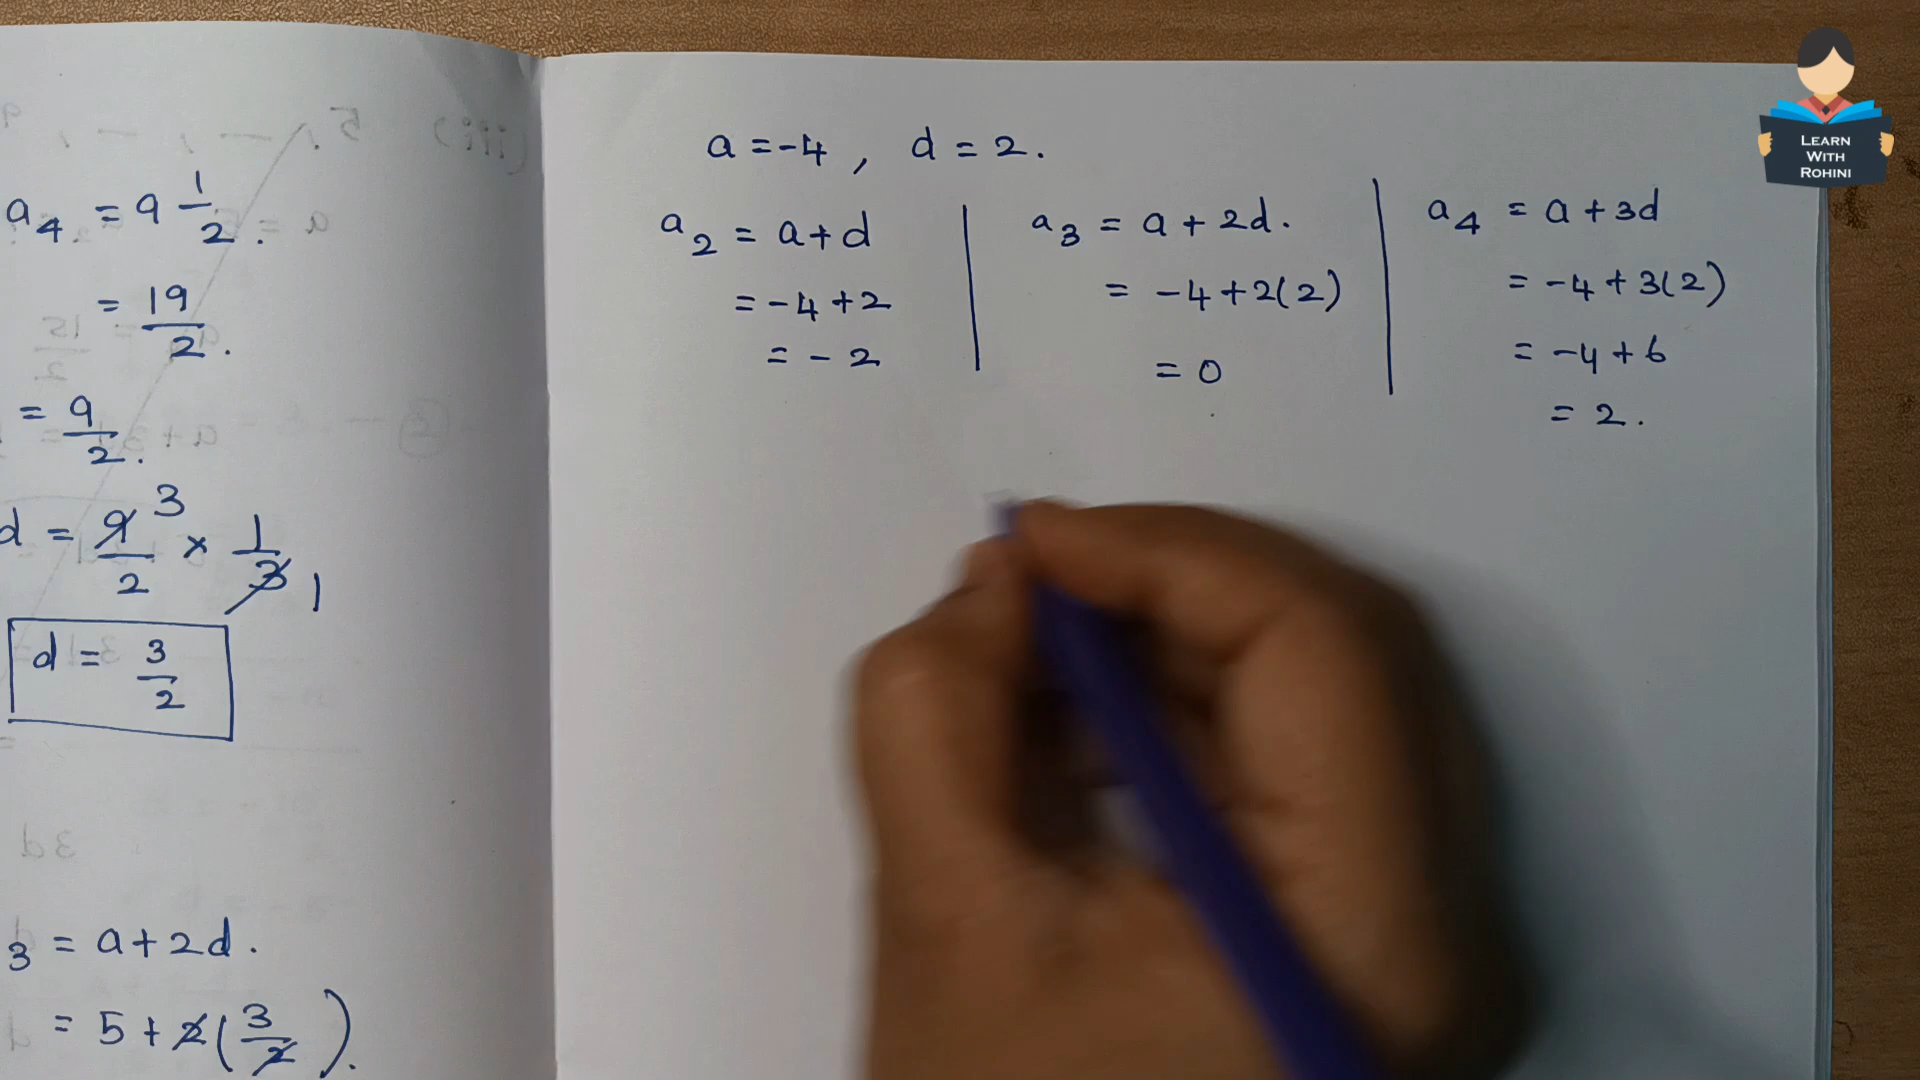 a₄ = 9 1/2.
= 19/2.
= 9/2.
d = 9/2 3 × 1/3 1
d = 3/2
3 = a + 2d.
= 5 + 2(3/2).
a = -4 , d = 2.
a₂ = a + d
= -4 + 2
= -2
a₃ = a + 2d.
= -4 + 2(2)
= 0
a₄ = a + 3d
= -4 + 3(2)
= -4 + 6
= 2.
LEARN
WITH
ROHINI